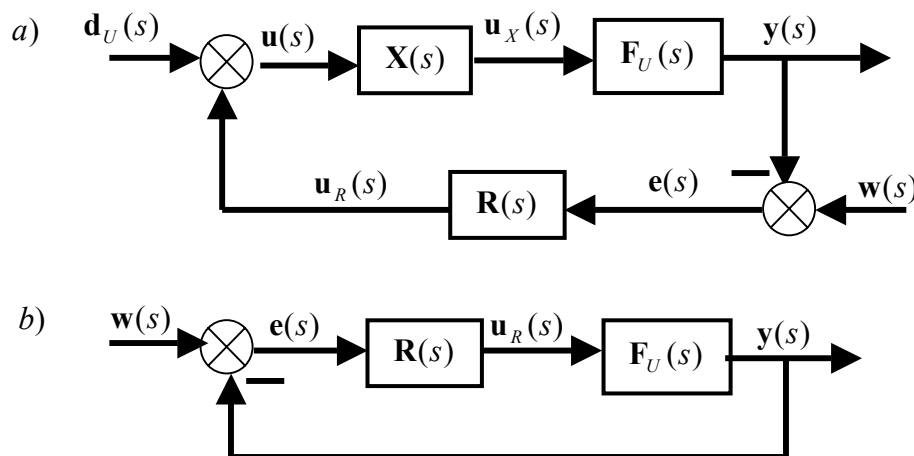 a)
d_U(s)
u(s)
X(s)
u_X(s)
F_U(s)
y(s)
u_R(s)
R(s)
e(s)
w(s)
b)
w(s)
e(s)
R(s)
u_R(s)
F_U(s)
y(s)